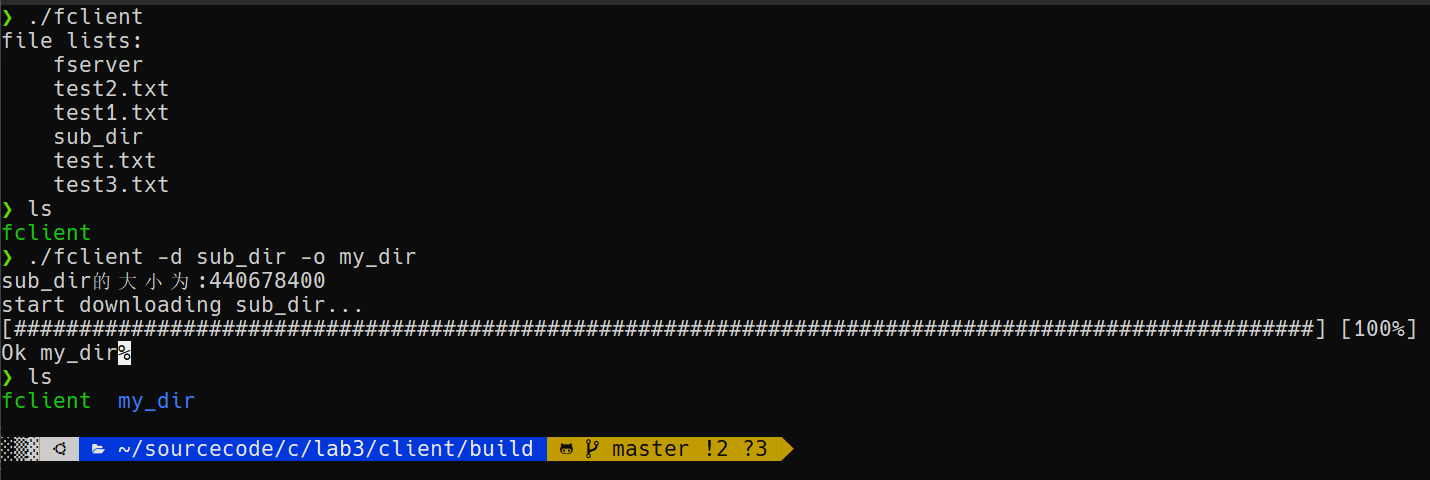 ❯ ./fclient
file lists:
    fserver
    test2.txt
    test1.txt
    sub_dir
    test.txt
    test3.txt
❯ ls
fclient
❯ ./fclient -d sub_dir -o my_dir
sub_dir的大小为:440678400
start downloading sub_dir...
[####################################################################################################] [100%]
Ok my_dir%
❯ ls
fclient  my_dir
~/sourcecode/c/lab3/client/build  master !2 ?3